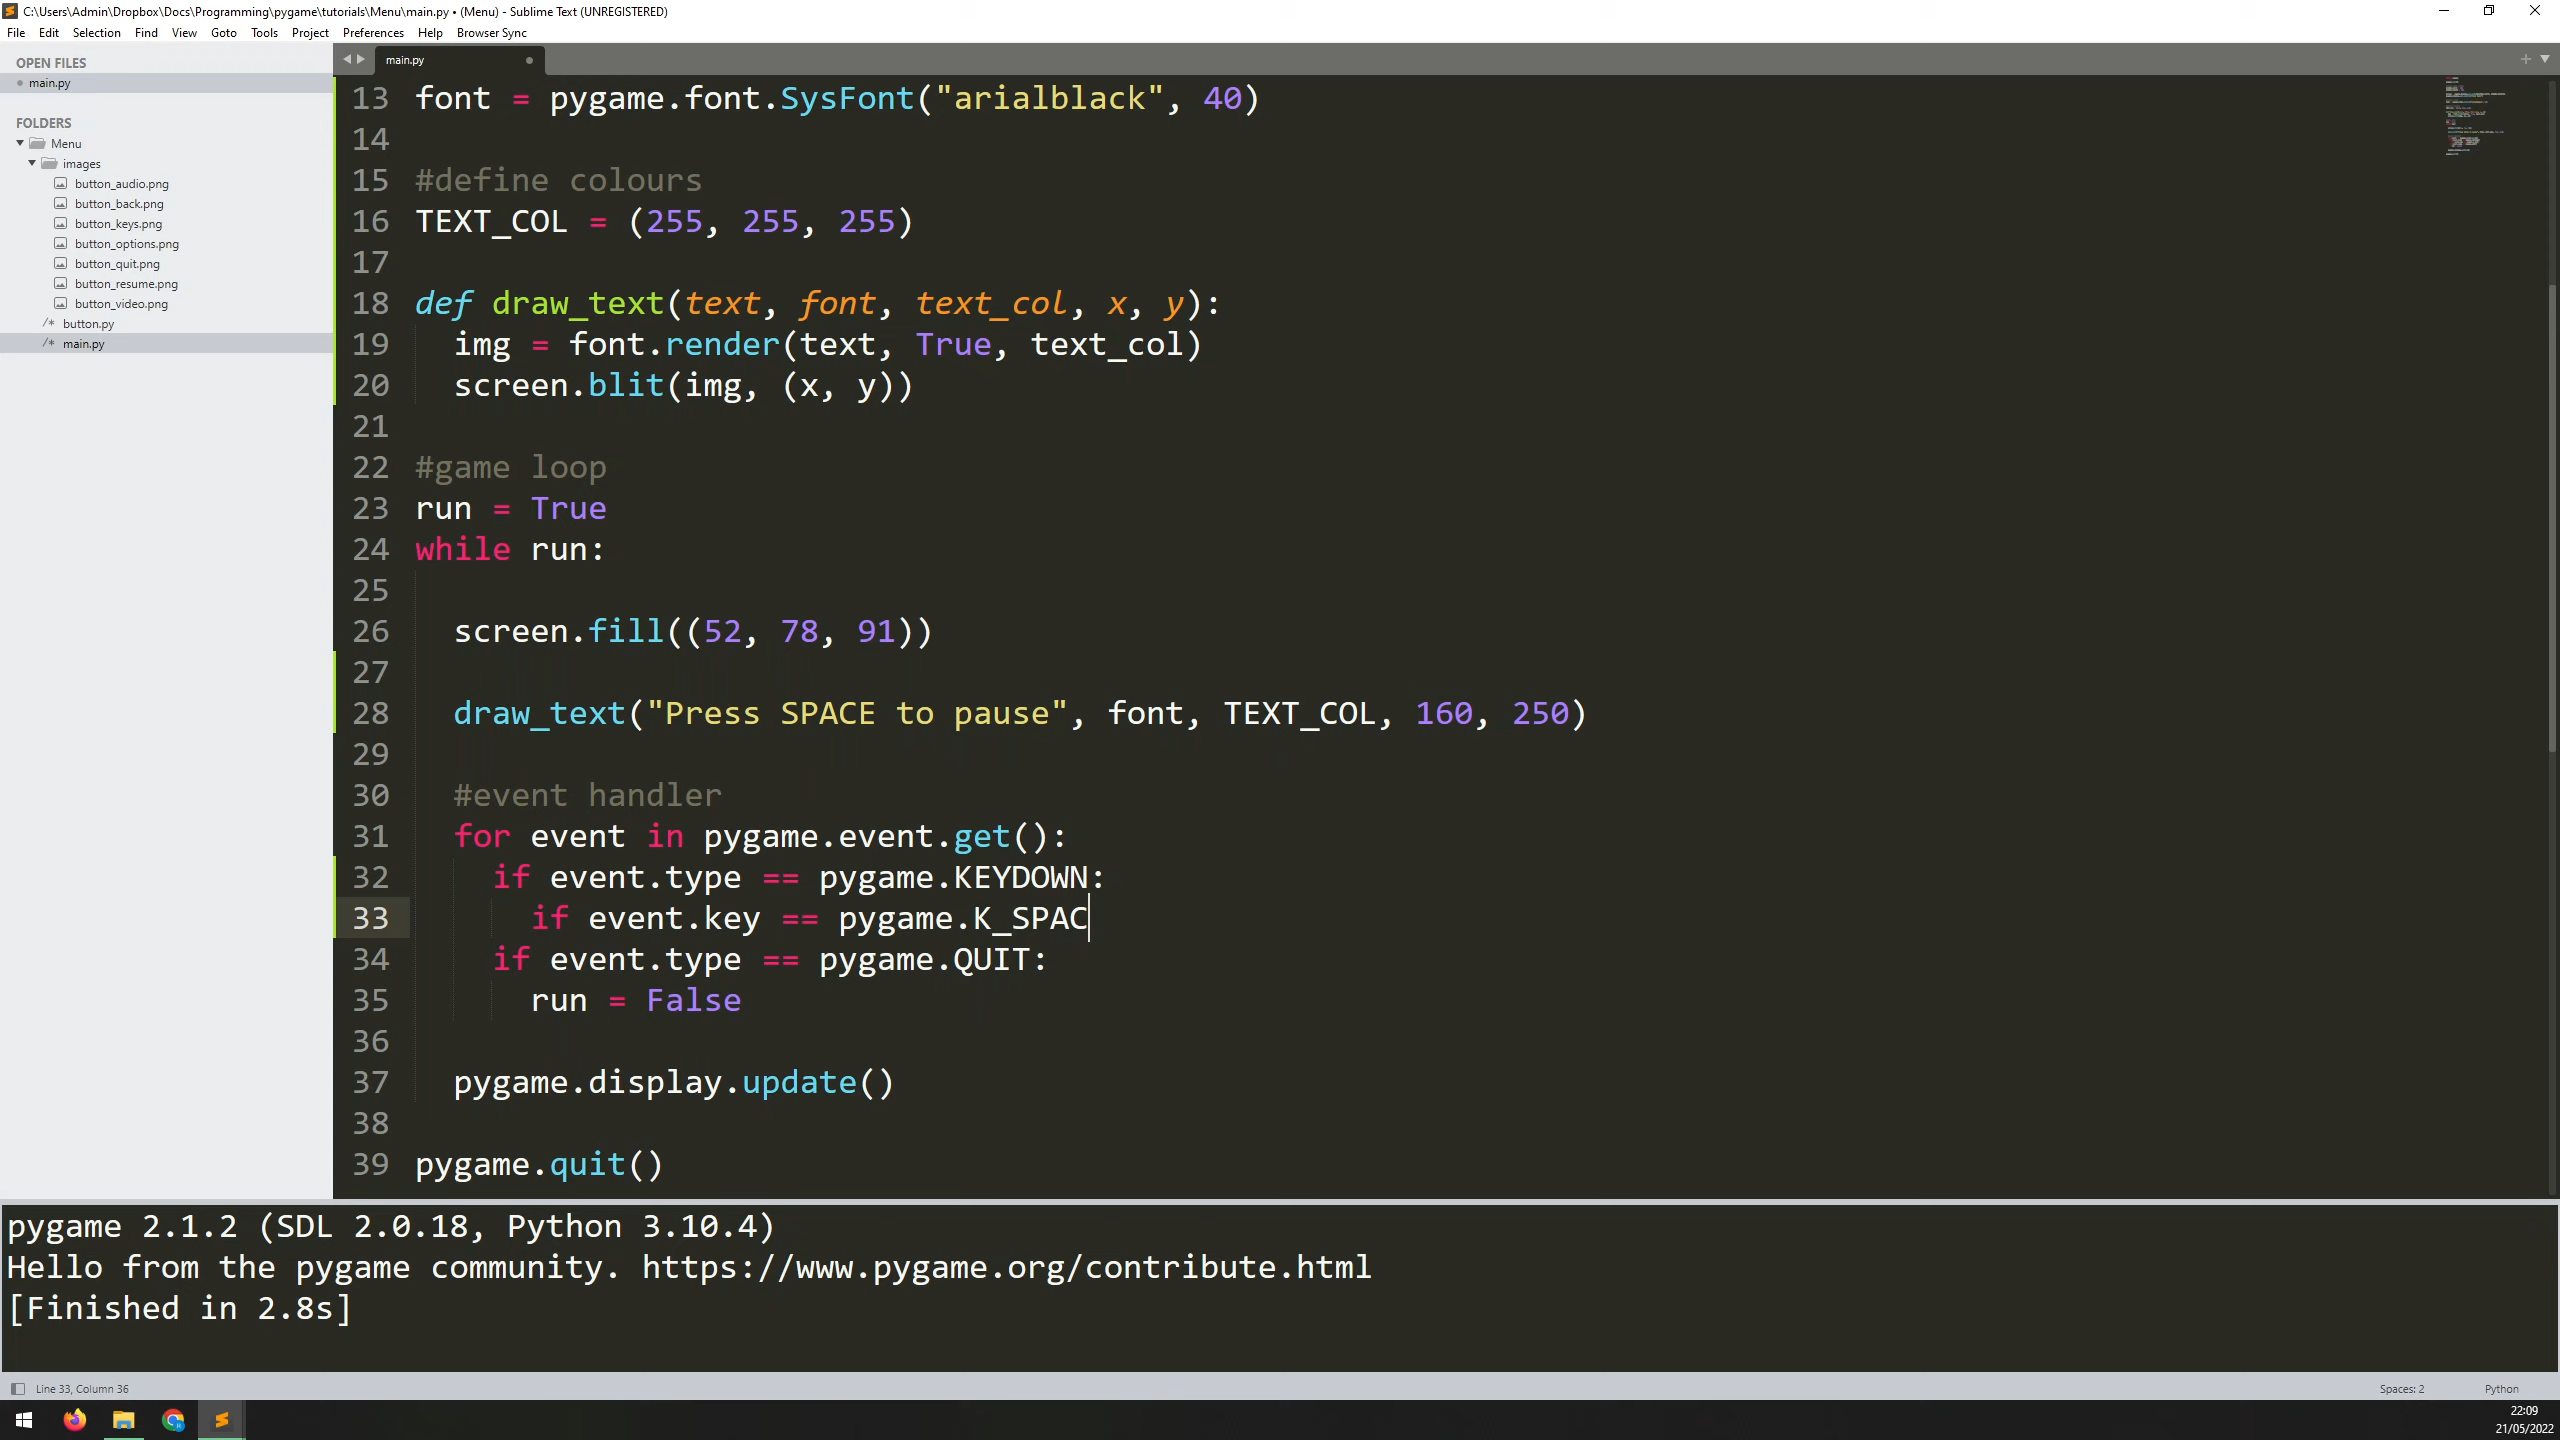 C:\Users\Admin\Dropbox\Docs\Programming\pygame\tutorials\Menu\main.py • (Menu) - Sublime Text (UNREGISTERED)
File Edit Selection Find View Goto Tools Project Preferences Help Browser Sync
OPEN FILES
main.py
FOLDERS
Menu
images
button_audio.png
button_back.png
button_keys.png
button_options.png
button_quit.png
button_resume.png
button_video.png
/* button.py
/* main.py
main.py
13 font = pygame.font.SysFont("arialblack", 40)
14
15 #define colours
16 TEXT_COL = (255, 255, 255)
17
18 def draw_text(text, font, text_col, x, y):
19   img = font.render(text, True, text_col)
20   screen.blit(img, (x, y))
21
22 #game loop
23 run = True
24 while run:
25
26   screen.fill((52, 78, 91))
27
28   draw_text("Press SPACE to pause", font, TEXT_COL, 160, 250)
29
30   #event handler
31   for event in pygame.event.get():
32     if event.type == pygame.KEYDOWN:
33       if event.key == pygame.K_SPAC
34     if event.type == pygame.QUIT:
35       run = False
36
37   pygame.display.update()
38
39 pygame.quit()
pygame 2.1.2 (SDL 2.0.18, Python 3.10.4)
Hello from the pygame community. https://www.pygame.org/contribute.html
[Finished in 2.8s]
Line 33, Column 36
Spaces: 2
Python
22:09
21/05/2022